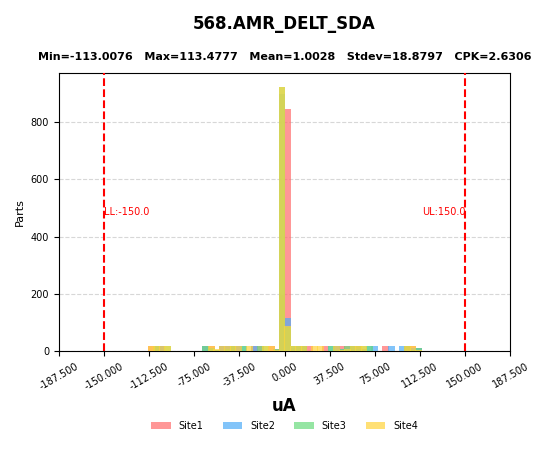 568.AMR_DELT_SDA
Min=-113.0076 Max=113.4777 Mean=1.0028 Stdev=18.8797 CPK=2.6306
Parts
800
600
400
200
0
LL:-150.0
UL:150.0
-187.500
-150.000
-112.500
-75.000
-37.500
0.000
37.500
75.000
112.500
150.000
187.500
uA
Site1 Site2 Site3 Site4